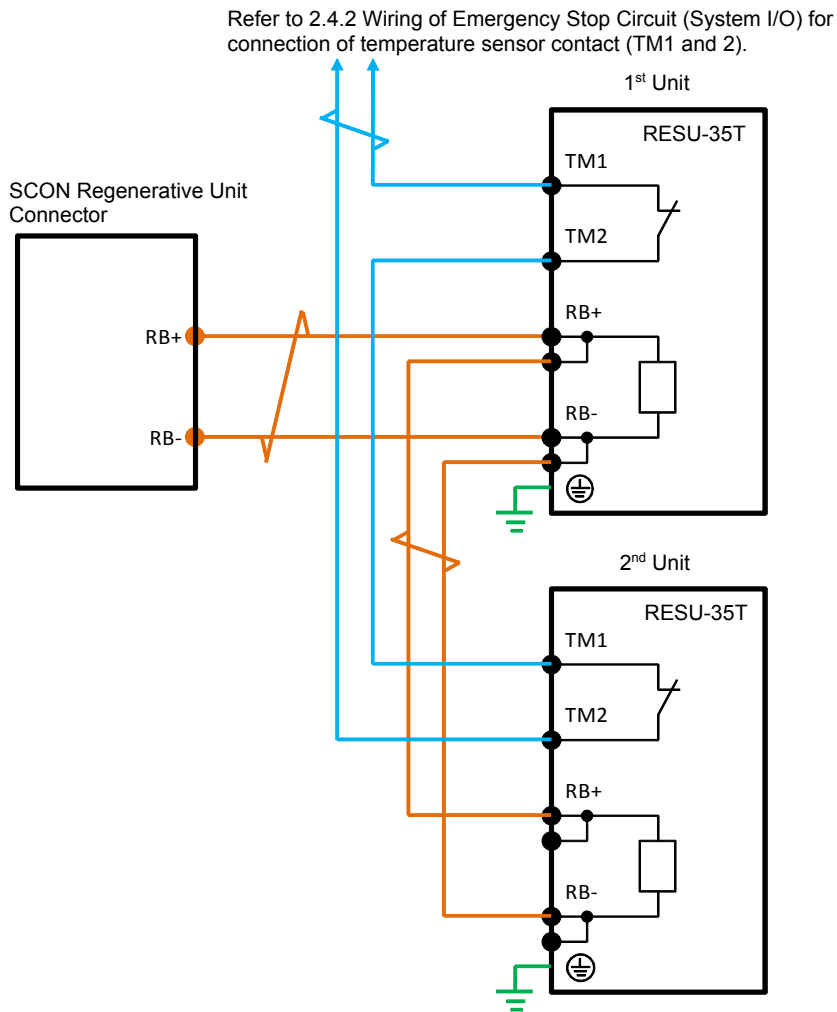 Refer to 2.4.2 Wiring of Emergency Stop Circuit (System I/O) for
connection of temperature sensor contact (TM1 and 2).
1st Unit
RESU-35T
TM1
TM2
SCON Regenerative Unit
Connector
RB+
RB+
RB-
RB-
2nd Unit
RESU-35T
TM1
TM2
RB+
RB-